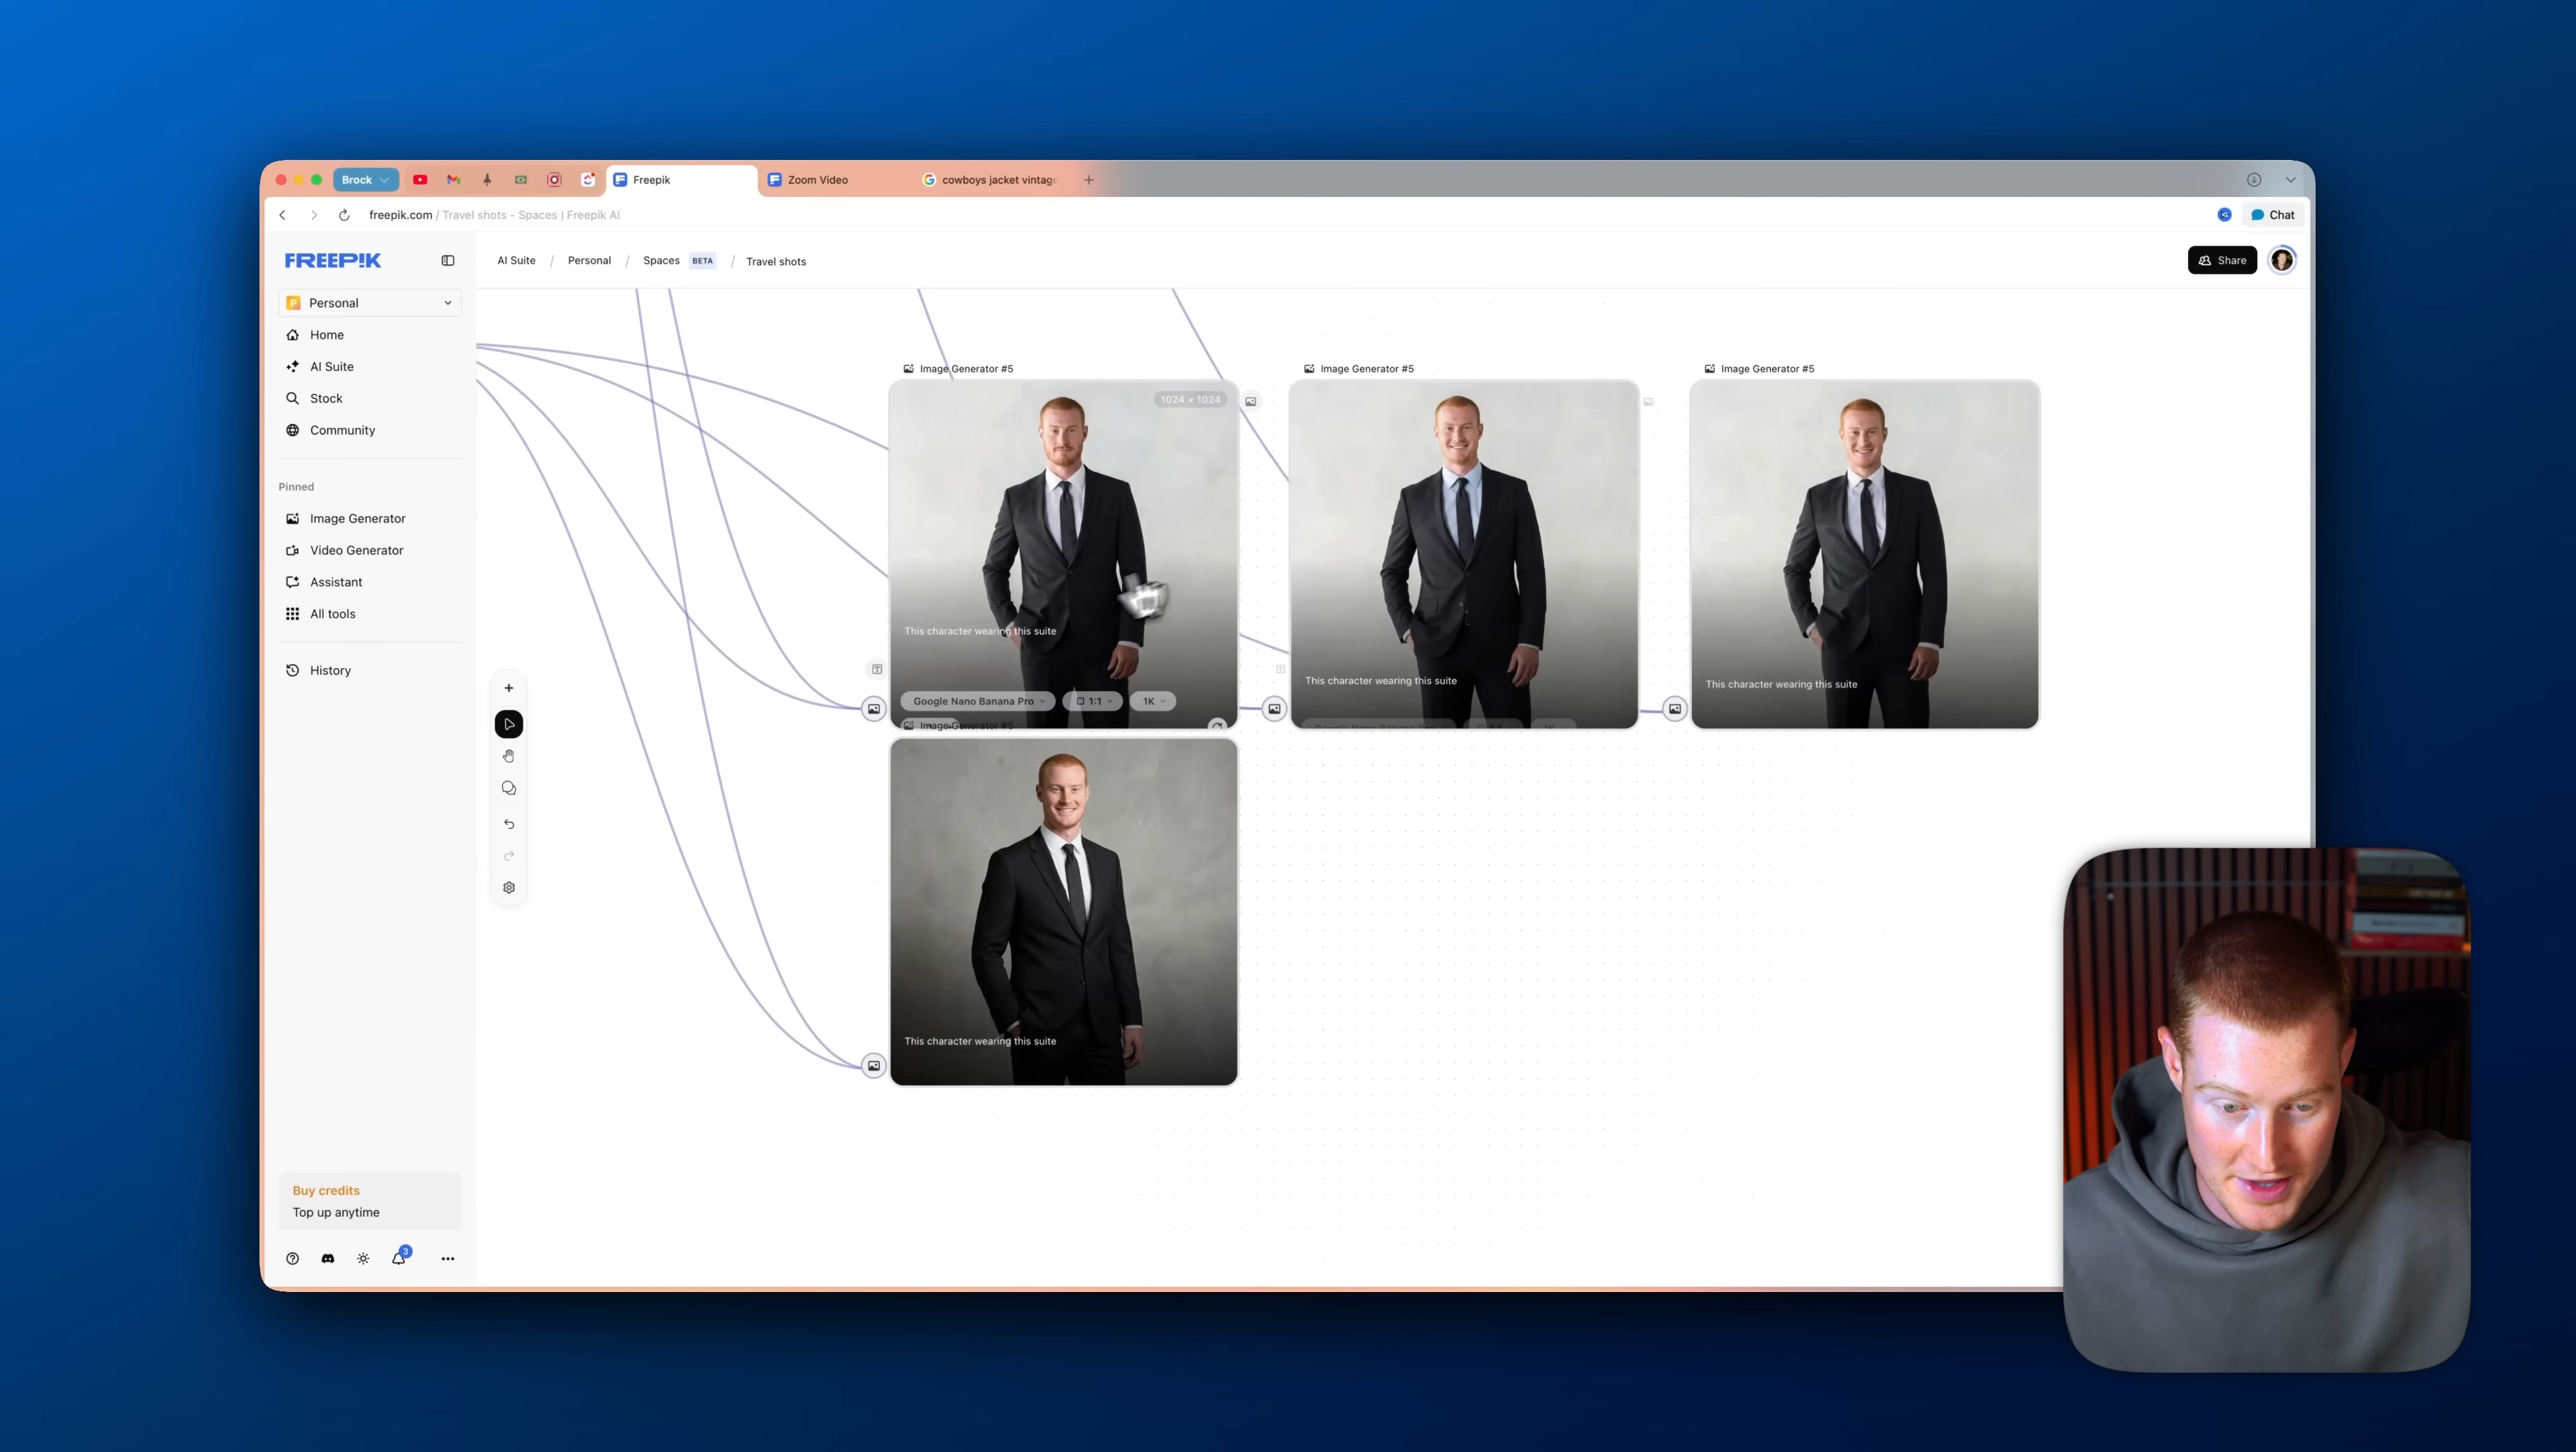 Brock
Freepik
Zoom Video
cowboys jacket vintag
freepik.com / Travel shots - Spaces | Freepik AI
Chat
FREEPIK
AI Suite / Personal / Spaces BETA / Travel shots
Share
P Personal
Home
AI Suite
Stock
Community
Pinned
Image Generator
Video Generator
Assistant
All tools
History
Image Generator #5
Image Generator #5
Image Generator #5
1024 × 1024
This character wearing this suite
This character wearing this suite
This character wearing this suite
Google Nano Banana Pro
1:1
1K
Image Generator #5
This character wearing this suite
Buy credits
Top up anytime
3